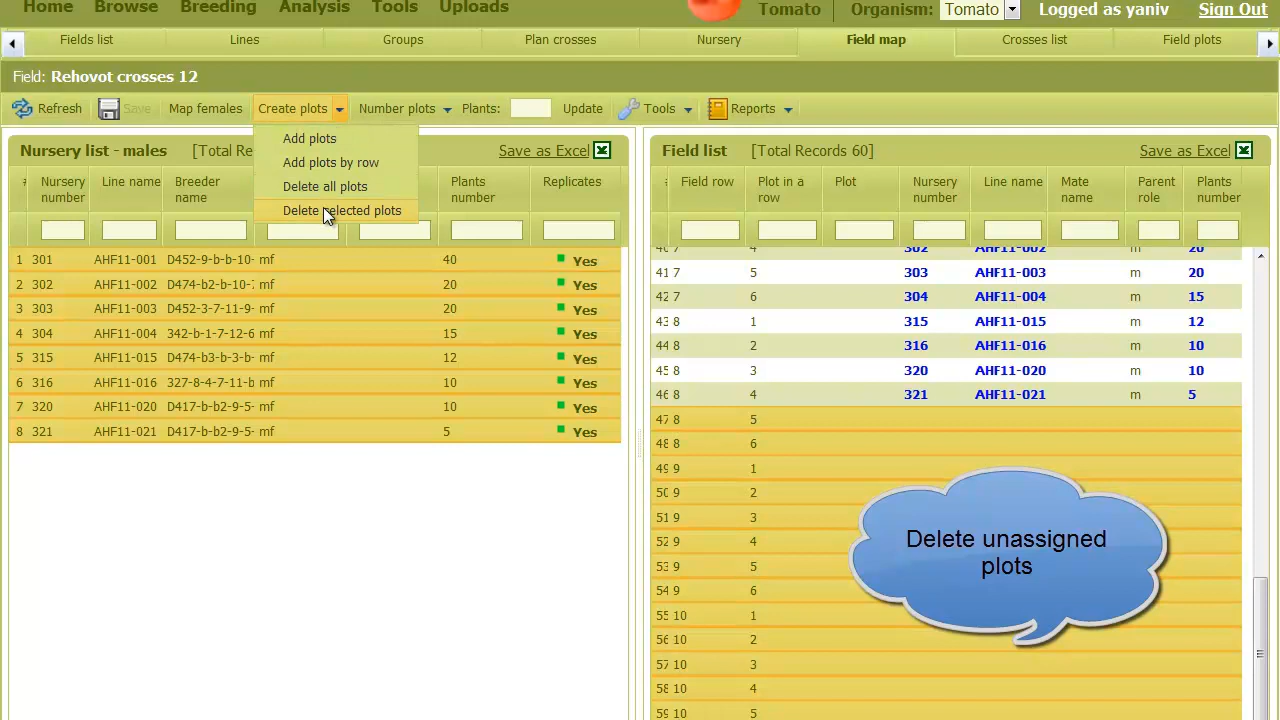 Home Browse Breeding Analysis Tools Uploads Tomato Organism: Tomato Logged as yaniv Sign Out
Fields list Lines Groups Plan crosses Nursery Field map Crosses list Field plots
Field: Rehovot crosses 12
Refresh Save Map females Create plots Number plots Plants: Update Tools Reports
Add plots
Add plots by row
Delete all plots
Delete selected plots
Nursery list - males [Total Re Save as Excel
Nursery number Line name Breeder name Plants number Replicates
1 301 AHF11-001 D452-9-b-b-10- mf 40 Yes
2 302 AHF11-002 D474-b2-b-10- mf 20 Yes
3 303 AHF11-003 D452-3-7-11-9- mf 20 Yes
4 304 AHF11-004 342-b-1-7-12-6 mf 15 Yes
5 315 AHF11-015 D474-b3-b-3-b- mf 12 Yes
6 316 AHF11-016 327-8-4-7-11-b mf 10 Yes
7 320 AHF11-020 D417-b-b2-9-5- mf 10 Yes
8 321 AHF11-021 D417-b-b2-9-5- mf 5 Yes
Field list [Total Records 60] Save as Excel
Field row Plot in a row Plot Nursery number Line name Mate name Parent role Plants number
302 AHF11-002 20
41 7 5 303 AHF11-003 m 20
42 7 6 304 AHF11-004 m 15
43 8 1 315 AHF11-015 m 12
44 8 2 316 AHF11-016 m 10
45 8 3 320 AHF11-020 m 10
46 8 4 321 AHF11-021 m 5
47 8 5
48 8 6
49 9 1
50 9 2
51 9 3
52 9 4
53 9 5
54 9 6
55 10 1
56 10 2
57 10 3
58 10 4
59 10 5
Delete unassigned
plots